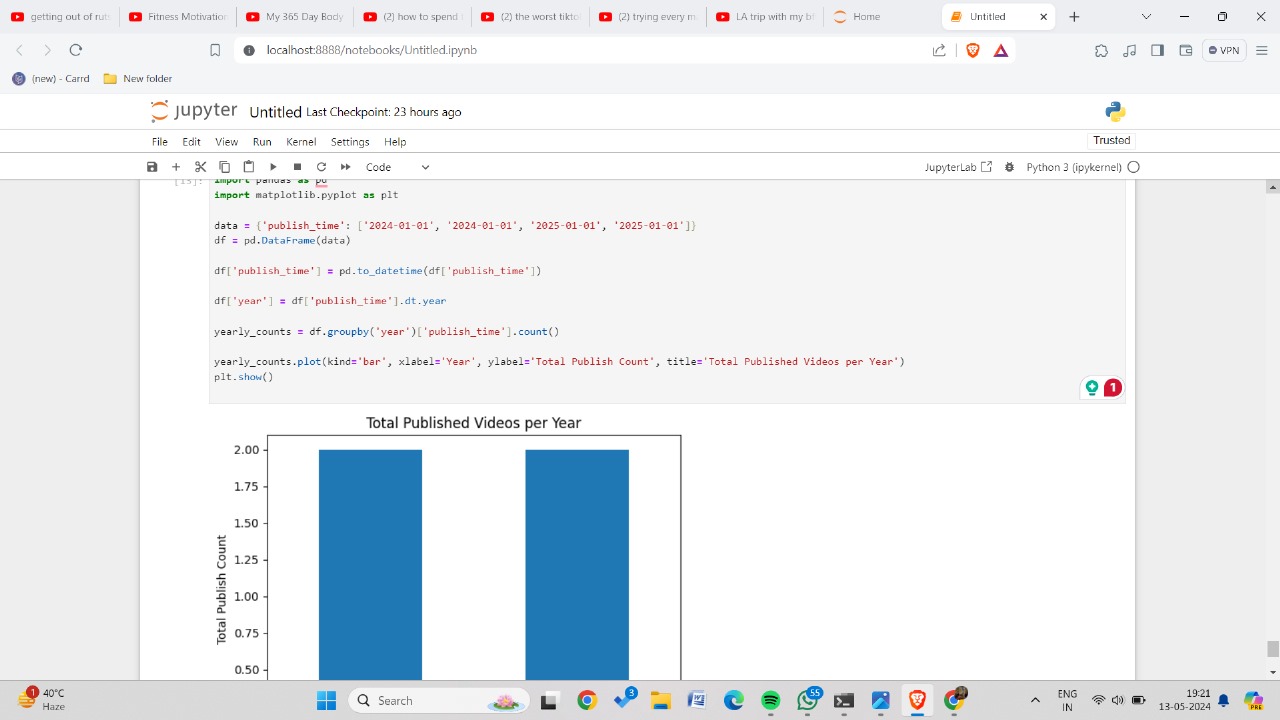 getting out of rut
Fitness Motivation
My 365 Day Body
(2) how to spend
(2) the worst tikto
(2) trying every m
LA trip with my bf
Home
Untitled
localhost:8888/notebooks/Untitled.ipynb
VPN
(new) - Carrd
New folder
jupyter Untitled Last Checkpoint: 23 hours ago
File Edit View Run Kernel Settings Help
Trusted
Code
JupyterLab
Python 3 (ipykernel)
import pandas as pd
import matplotlib.pyplot as plt
data = {'publish_time': ['2024-01-01', '2024-01-01', '2025-01-01', '2025-01-01']}
df = pd.DataFrame(data)
df['publish_time'] = pd.to_datetime(df['publish_time'])
df['year'] = df['publish_time'].dt.year
yearly_counts = df.groupby('year')['publish_time'].count()
yearly_counts.plot(kind='bar', xlabel='Year', ylabel='Total Publish Count', title='Total Published Videos per Year')
plt.show()
1
Total Published Videos per Year
2.00
1.75
1.50
1.25
1.00
0.75
0.50
Total Publish Count
1
40°C
Haze
Search
3
55
ENG
IN
19:21
13-05-2024